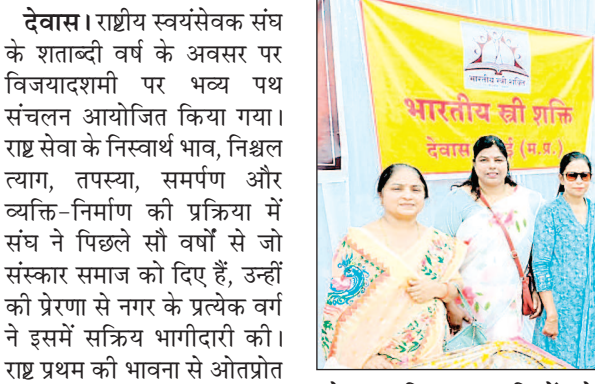 देवास। राष्ट्रीय स्वयंसेवक संघ
के शताब्दी वर्ष के अवसर पर
विजयादशमी पर भव्य पथ
संचलन आयोजित किया गया।
राष्ट्र सेवा के निस्वार्थ भाव, निश्चल
त्याग, तपस्या, समर्पण और
व्यक्ति-निर्माण की प्रक्रिया में
संघ ने पिछले सौ वर्षों से जो
संस्कार समाज को दिए हैं, उन्हीं
की प्रेरणा से नगर के प्रत्येक वर्ग
ने इसमें सक्रिय भागीदारी की।
राष्ट्र प्रथम की भावना से ओतप्रोत
भारतीय स्त्री शक्ति
भारतीय स्त्री शक्ति
देवास ई (म.प्र.)